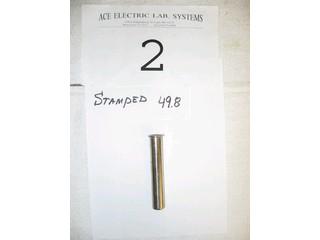 ACE ELECTRIC LAB. SYSTEMS
2
STAMPED 49.8